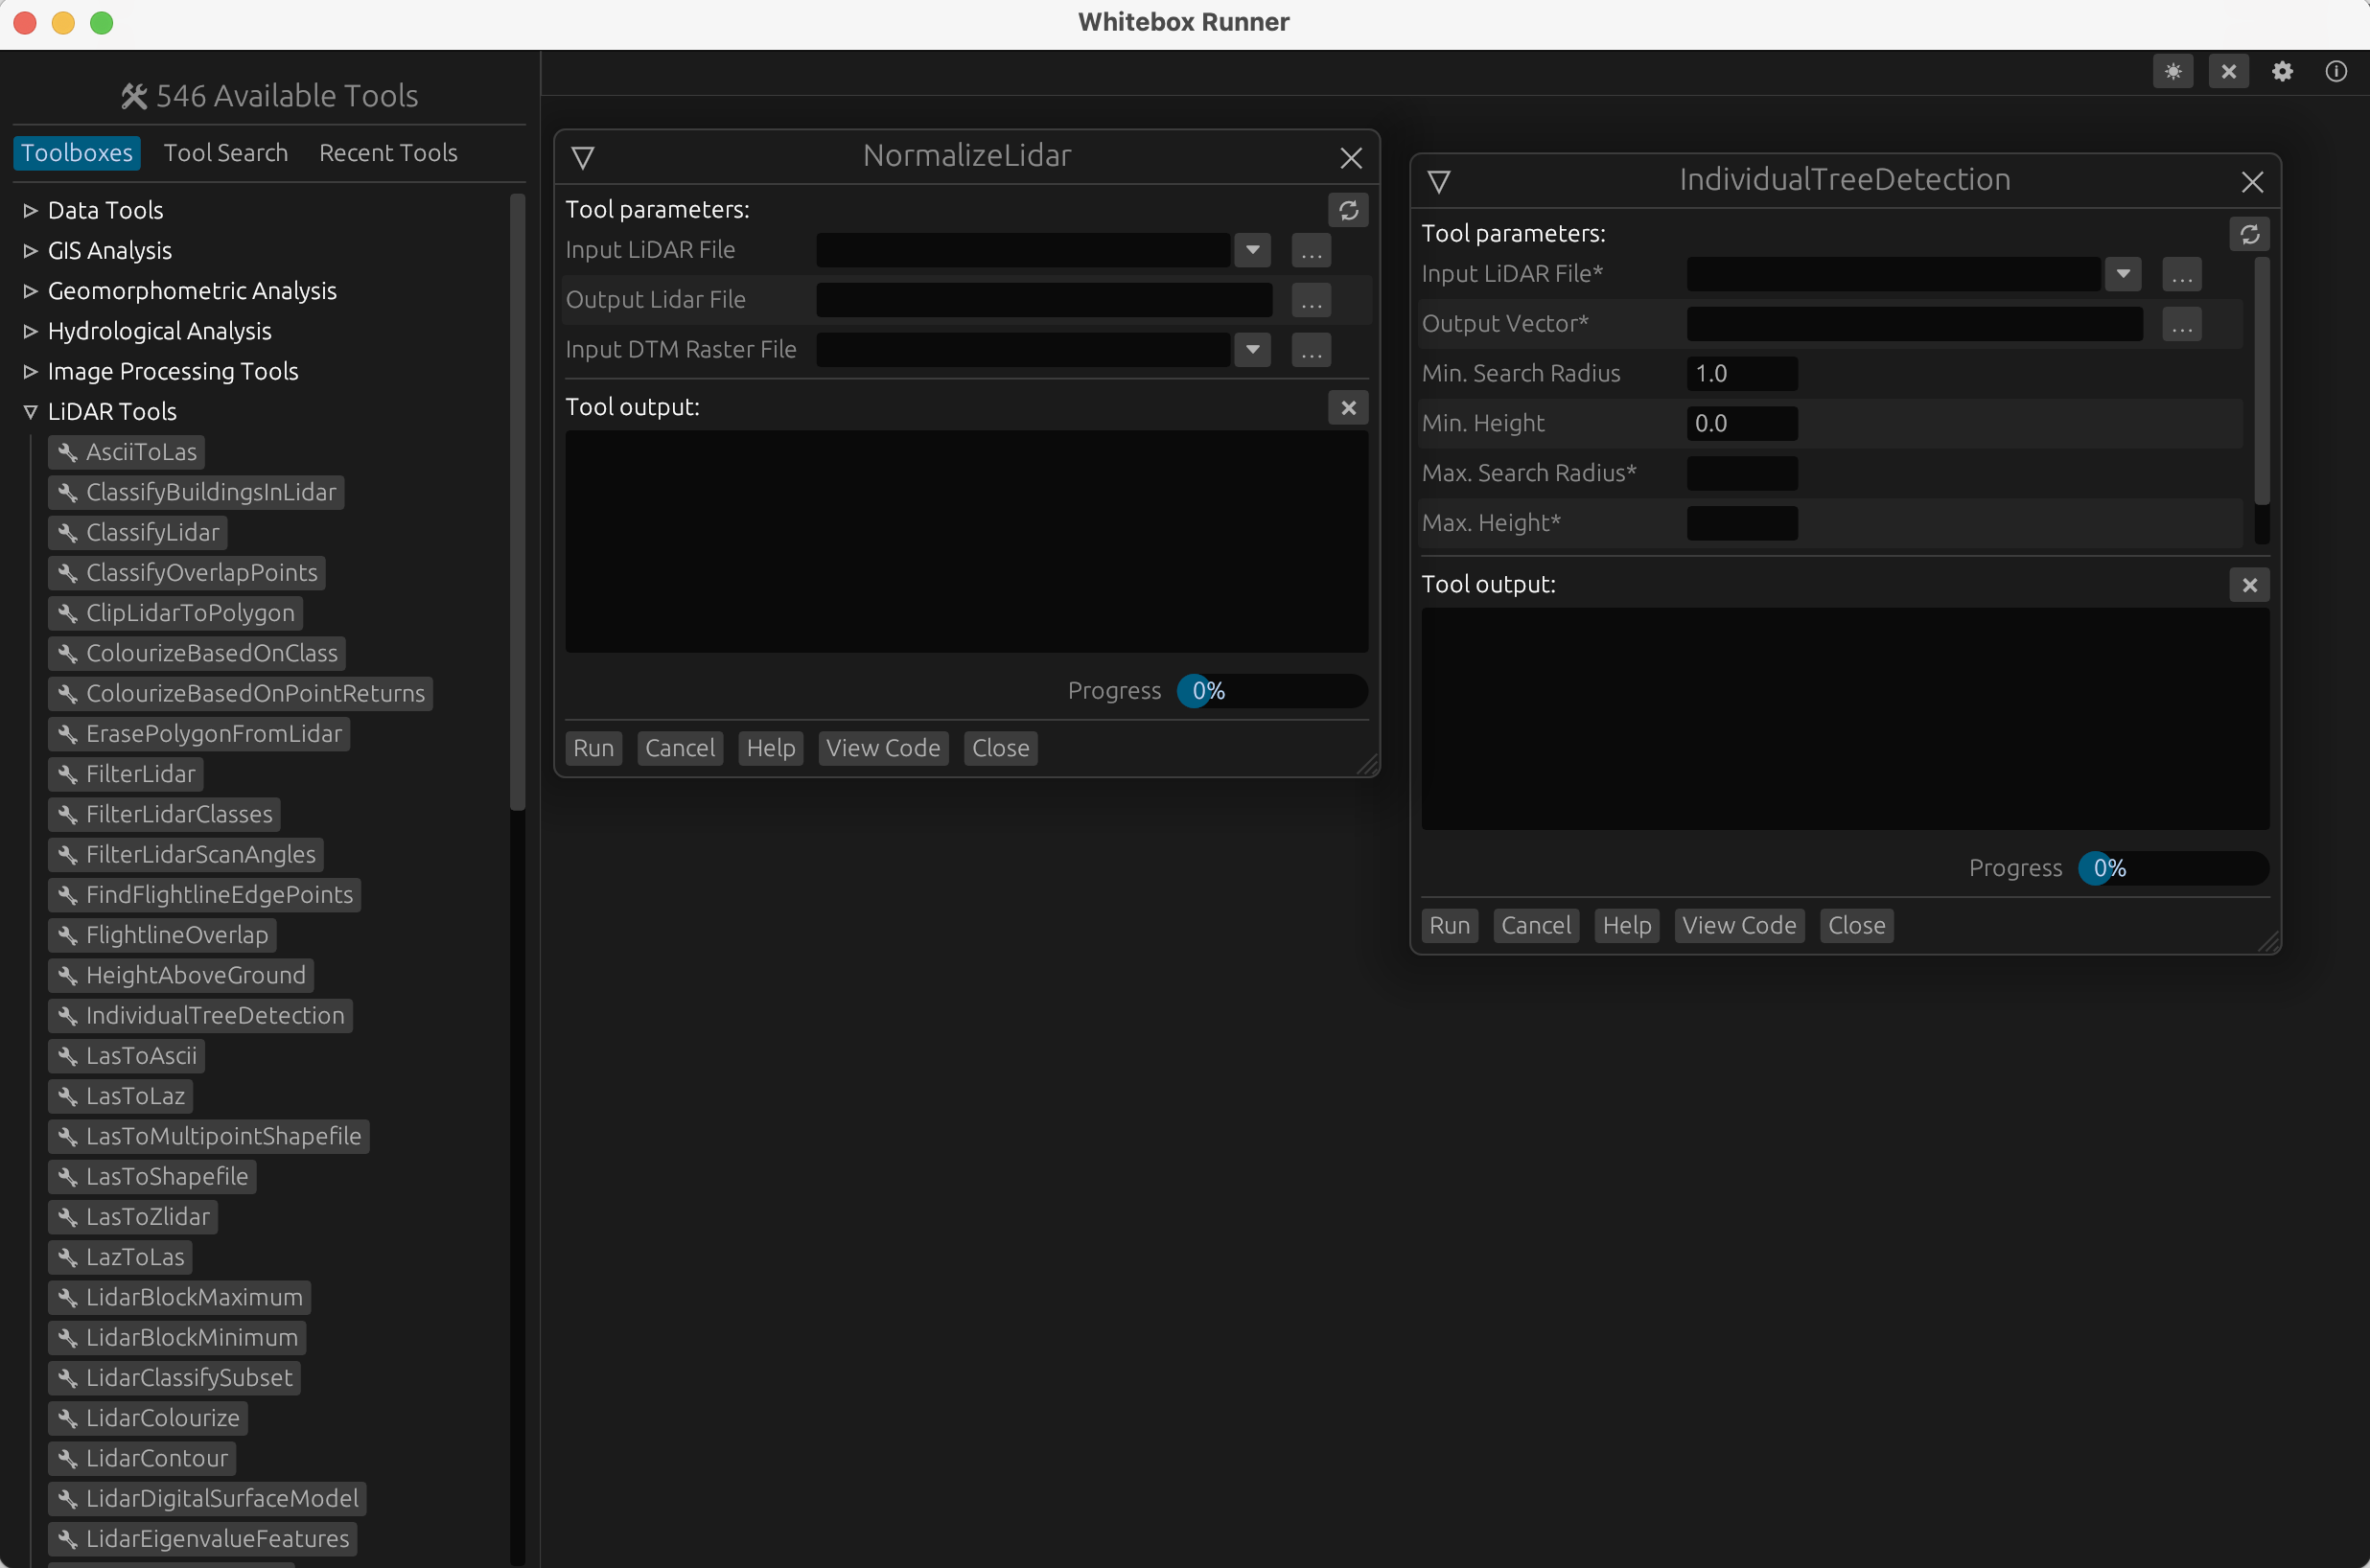 Whitebox Runner
546 Available Tools
Toolboxes Tool Search Recent Tools
Data Tools
GIS Analysis
Geomorphometric Analysis
Hydrological Analysis
Image Processing Tools
LiDAR Tools
AsciiToLas
ClassifyBuildingsInLidar
ClassifyLidar
ClassifyOverlapPoints
ClipLidarToPolygon
ColourizeBasedOnClass
ColourizeBasedOnPointReturns
ErasePolygonFromLidar
FilterLidar
FilterLidarClasses
FilterLidarScanAngles
FindFlightlineEdgePoints
FlightlineOverlap
HeightAboveGround
IndividualTreeDetection
LasToAscii
LasToLaz
LasToMultipointShapefile
LasToShapefile
LasToZlidar
LazToLas
LidarBlockMaximum
LidarBlockMinimum
LidarClassifySubset
LidarColourize
LidarContour
LidarDigitalSurfaceModel
LidarEigenvalueFeatures
NormalizeLidar
Tool parameters:
Input LiDAR File ...
Output Lidar File ...
Input DTM Raster File ...
Tool output:
Progress 0%
Run Cancel Help View Code Close
IndividualTreeDetection
Tool parameters:
Input LiDAR File* ...
Output Vector* ...
Min. Search Radius 1.0
Min. Height 0.0
Max. Search Radius*
Max. Height*
Tool output:
Progress 0%
Run Cancel Help View Code Close